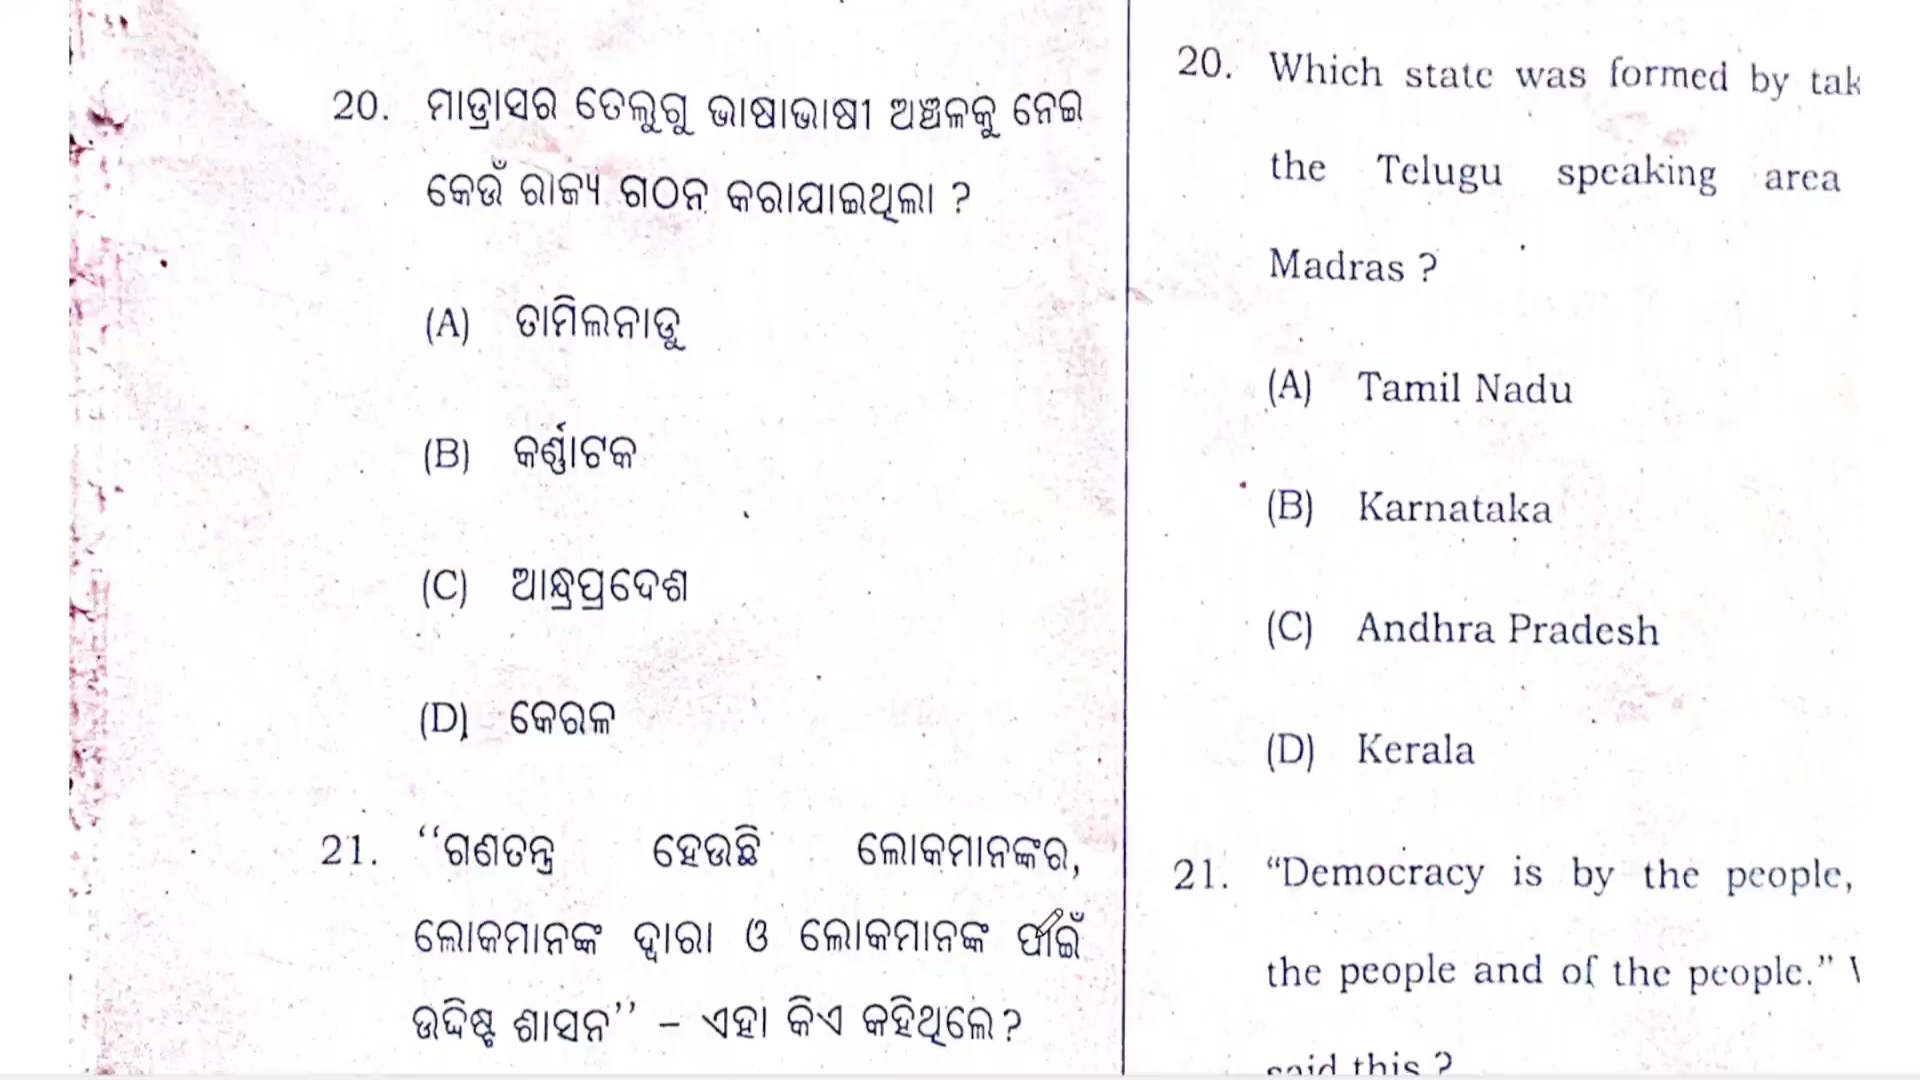 20. ମାଡ୍ରାସର ତେଲୁଗୁ ଭାଷାଭାଷୀ ଅଞ୍ଚଳକୁ ନେଇ
କେଉଁ ରାଜ୍ୟ ଗଠନ କରାଯାଇଥିଲା ?
(A) ତାମିଲନାଡୁ
(B) କର୍ଣ୍ଣାଟକ
(C) ଆନ୍ଧ୍ରପ୍ରଦେଶ
(D) କେରଳ
21. ‘‘ଗଣତନ୍ତ୍ର ହେଉଛି ଲୋକମାନଙ୍କର,
ଲୋକମାନଙ୍କ ଦ୍ୱାରା ଓ ଲୋକମାନଙ୍କ ପାଇଁ
ଉଦ୍ଦିଷ୍ଟ ଶାସନ’’ – ଏହା କିଏ କହିଥିଲେ ?
20. Which state was formed by tak
the Telugu speaking area
Madras ?
(A) Tamil Nadu
(B) Karnataka
(C) Andhra Pradesh
(D) Kerala
21. “Democracy is by the people,
the people and of the people.”
said this ?